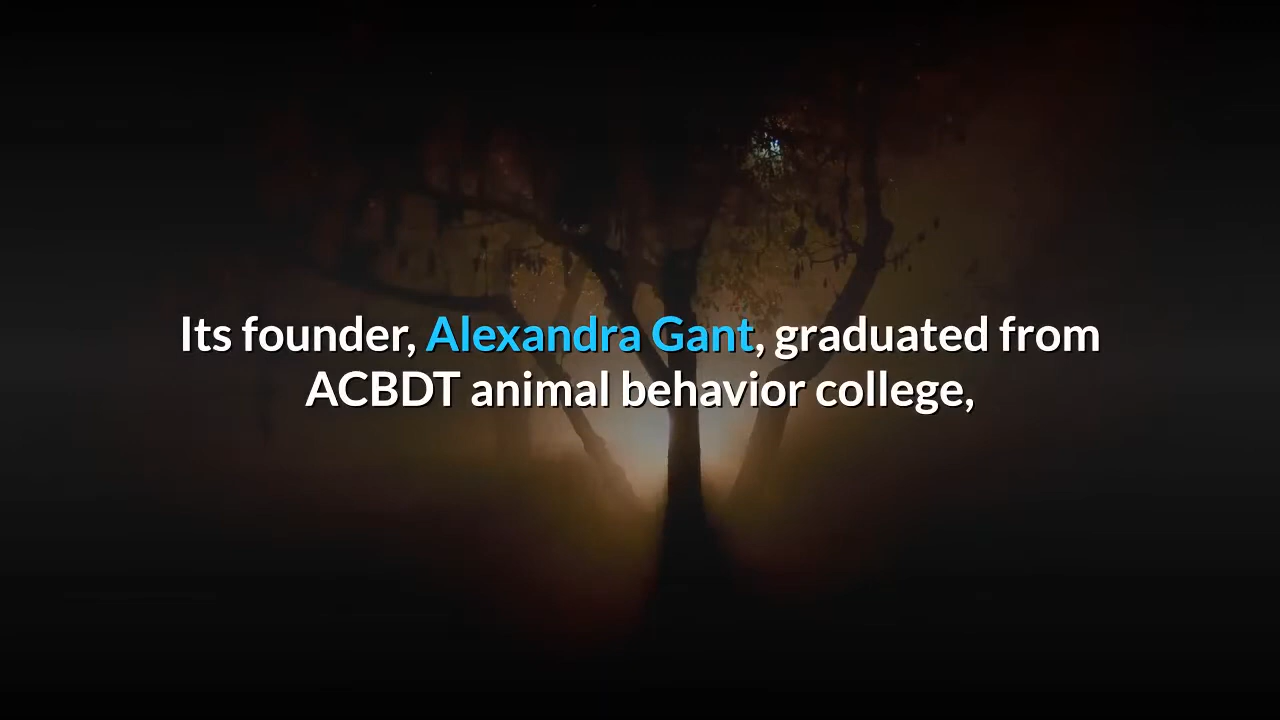 Its founder, Alexandra Gant, graduated from
ACBDT animal behavior college,